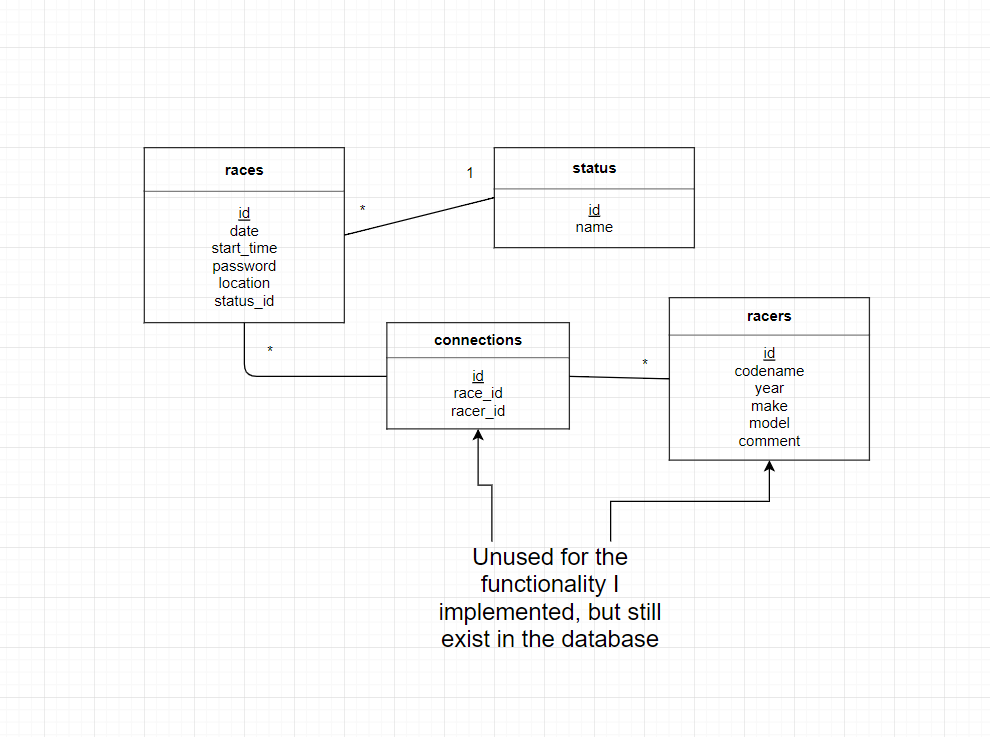 races
id
date
start_time
password
location
status_id
*
1
status
id
name
*
connections
id
race_id
racer_id
*
racers
id
codename
year
make
model
comment
Unused for the
functionality I
implemented, but still
exist in the database